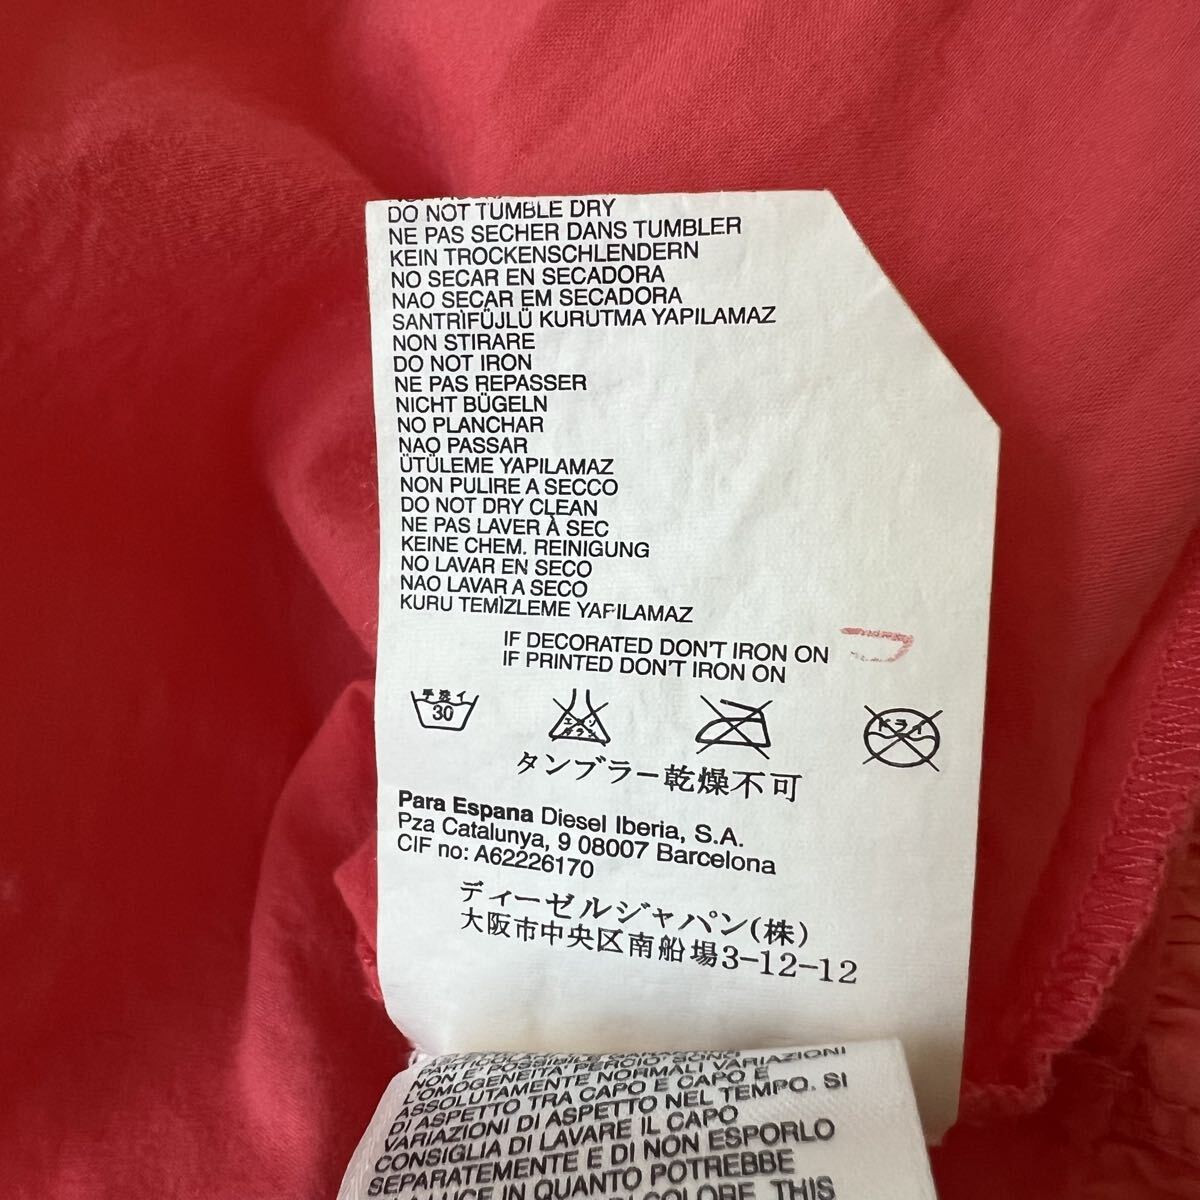 DO NOT TUMBLE DRY
NE PAS SECHER DANS TUMBLER
KEIN TROCKENSCHLENDERN
NO SECAR EN SECADORA
NAO SECAR EM SECADORA
SANTRİFÜJLÜ KURUTMA YAPILAMAZ
NON STIRARE
DO NOT IRON
NE PAS REPASSER
NICHT BÜGELN
NO PLANCHAR
NAO PASSAR
ÜTÜLEME YAPILAMAZ
NON PULIRE A SECCO
DO NOT DRY CLEAN
NE PAS LAVER À SEC
KEINE CHEM. REINIGUNG
NO LAVAR EN SECO
NAO LAVAR A SECO
KURU TEMİZLEME YAPILAMAZ
IF DECORATED DON'T IRON ON
IF PRINTED DON'T IRON ON
手洗イ
30
エンソ
サラシ
ドライ
タンブラー乾燥不可
Para Espana Diesel Iberia, S.A.
Pza Catalunya, 9 08007 Barcelona
CIF no: A62226170
ディーゼルジャパン(株)
大阪市中央区南船場3-12-12
NON E' POSSIBILE PERCIO' SONO
L'OMOGENEITA' NORMALI VARIAZIONI
ASSOLUTAMENTE CAPO E CAPO E
DI ASPETTO TRA NEL TEMPO. SI
VARIAZIONI DI ASPETTO IL CAPO
CONSIGLIA DI LAVARE NON ESPORLO
SEPARATAMENTE E DI POTREBBE
LUCE IN QUANTO THIS